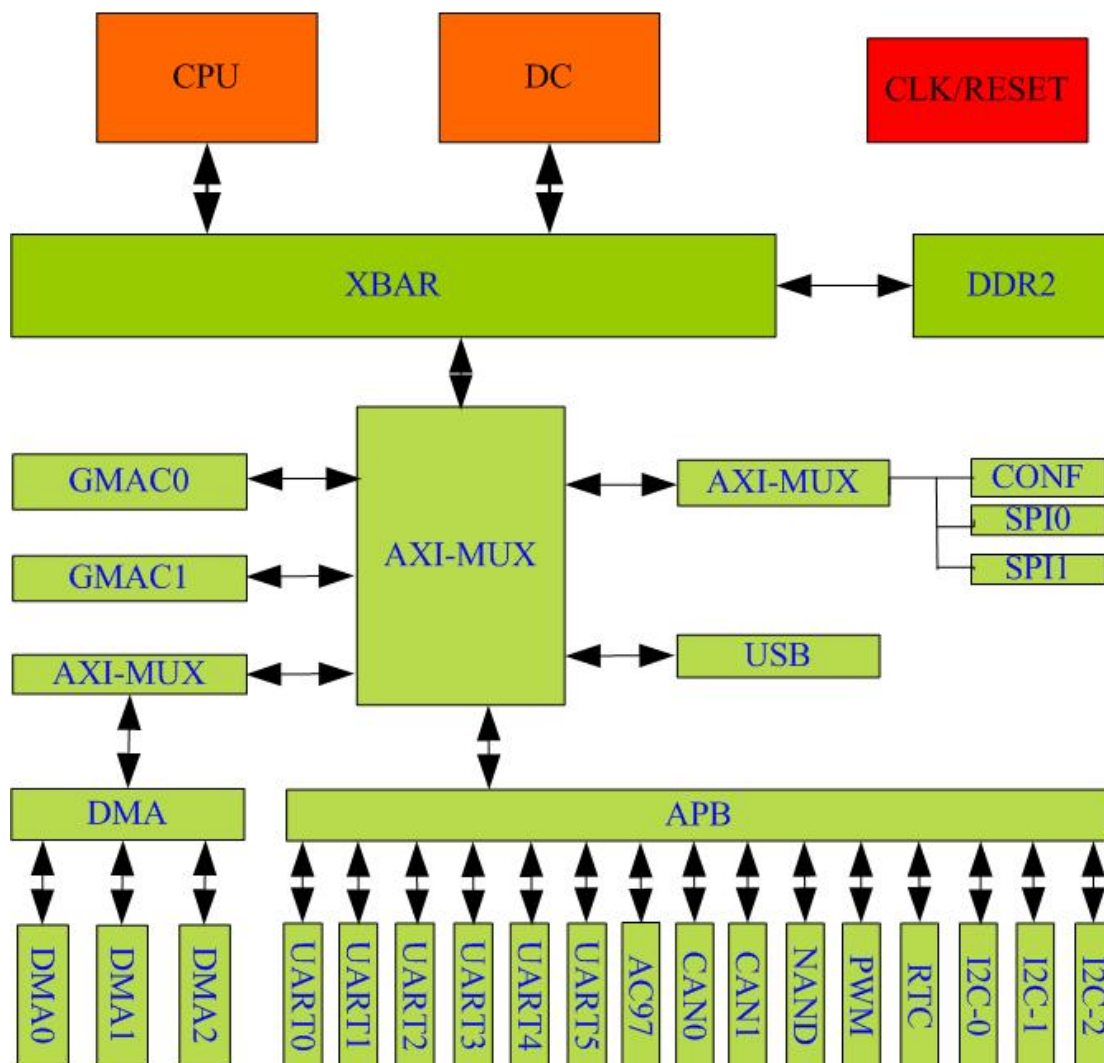 CPU
DC
CLK/RESET
XBAR
DDR2
GMAC0
AXI-MUX
AXI-MUX
CONF
SPI0
GMAC1
SPI1
AXI-MUX
USB
DMA
APB
DMA0
DMA1
DMA2
UART0
UART1
UART2
UART3
UART4
UART5
AC97
CAN0
CAN1
NAND
PWM
RTC
I2C-0
I2C-1
I2C-2